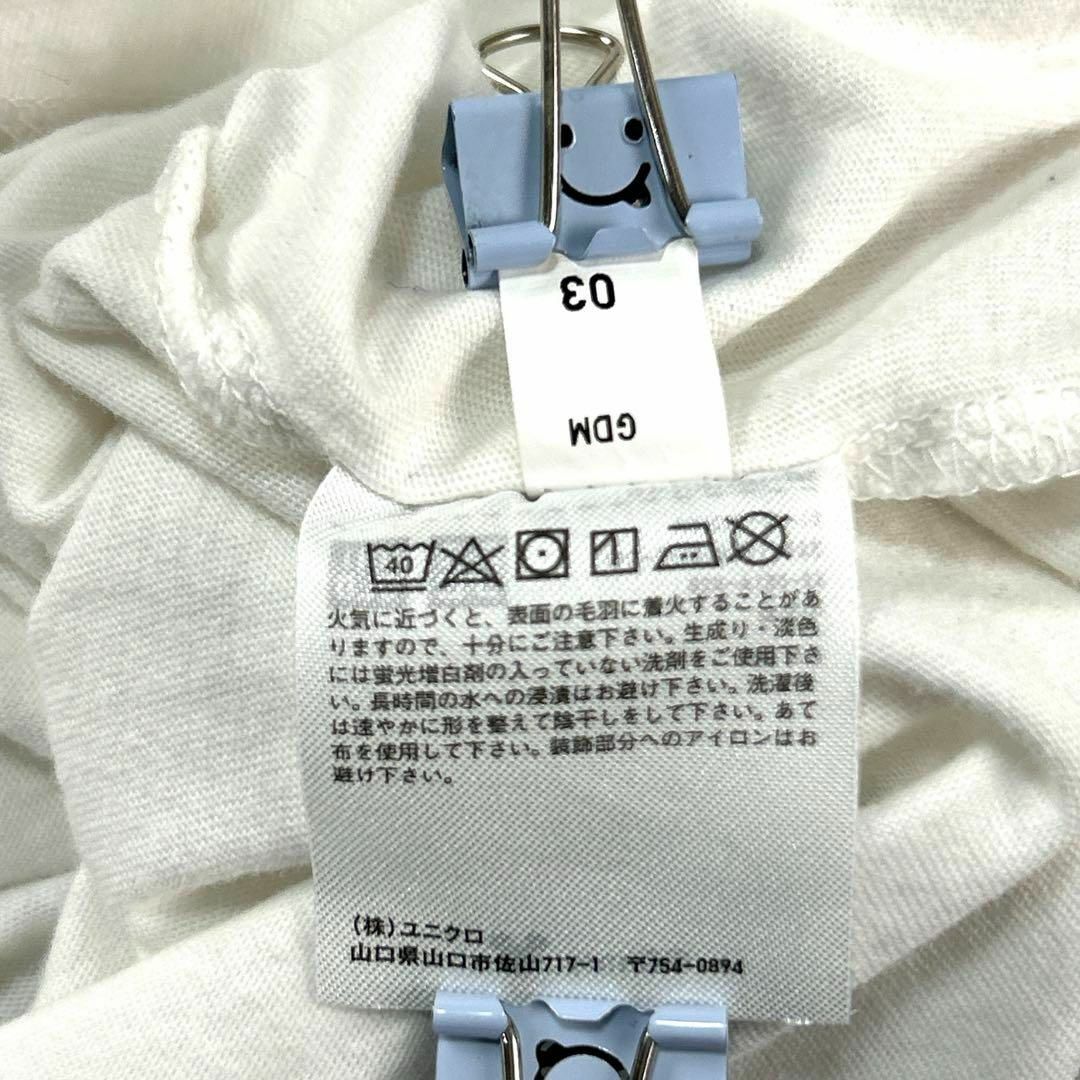 03
GDM
40
火気に近づくと、表面の毛羽に着火することがあ
りますので、十分にご注意下さい。生成り・淡色
には蛍光増白剤の入っていない洗剤をご使用下さ
い。長時間の水への浸漬はお避け下さい。洗濯後
は速やかに形を整えて陰干しをして下さい。あて
布を使用して下さい。装飾部分へのアイロンはお
避け下さい。
(株)ユニクロ
山口県山口市佐山717-1 〒754-0894